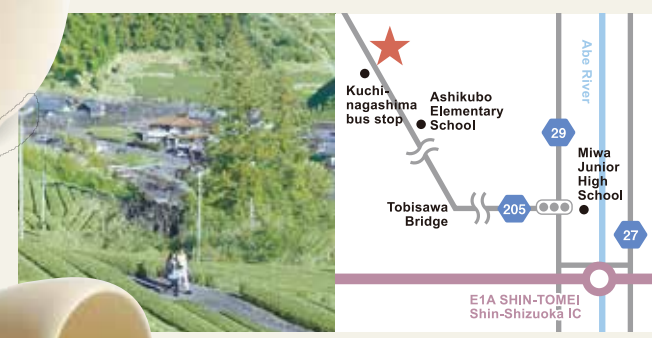 Kuchi-
nagashima
bus stop
Ashikubo
Elementary
School
Abe River
29
Miwa
Junior
High
School
Tobisawa
Bridge
205
27
E1A SHIN-TOMEI
Shin-Shizuoka IC